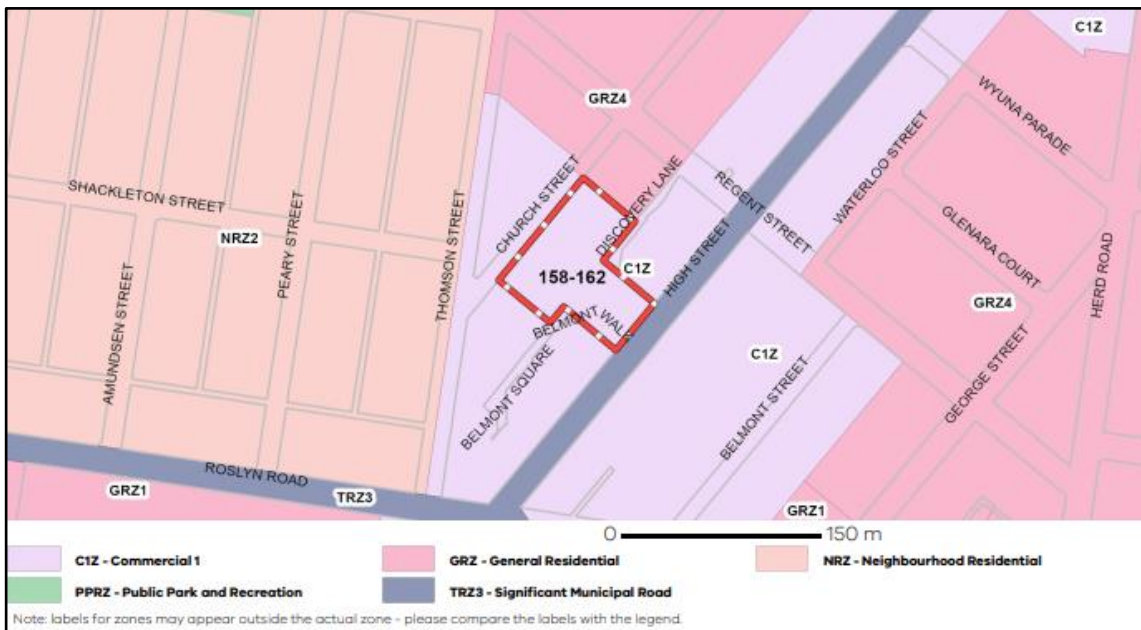 C1Z
WYUNA PARADE
GRZ4
SHACKLETON STREET
CHURCH STREET
DISCOVERY LANE
REGENT STREET
WATERLOO STREET
GLENARA COURT
NRZ2
PEARY STREET
THOMSON STREET
158-162
C1Z
HIGH STREET
GRZ4
HERD ROAD
AMUNDSEN STREET
BELMONT WALK
BELMONT SQUARE
C1Z
BELMONT STREET
GEORGE STREET
ROSLYN ROAD
GRZ1
TRZ3
GRZ1
0 150 m
C1Z - Commercial 1
GRZ - General Residential
NRZ - Neighbourhood Residential
PPRZ - Public Park and Recreation
TRZ3 - Significant Municipal Road
Note: labels for zones may appear outside the actual zone - please compare the labels with the legend.